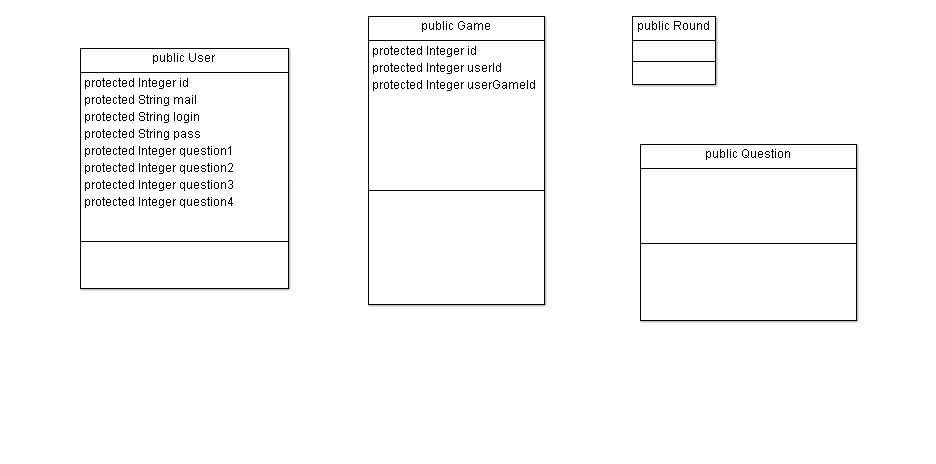 public User
protected Integer id
protected String mail
protected String login
protected String pass
protected Integer question1
protected Integer question2
protected Integer question3
protected Integer question4
public Game
protected Integer id
protected Integer userId
protected Integer userGameId
public Round
public Question